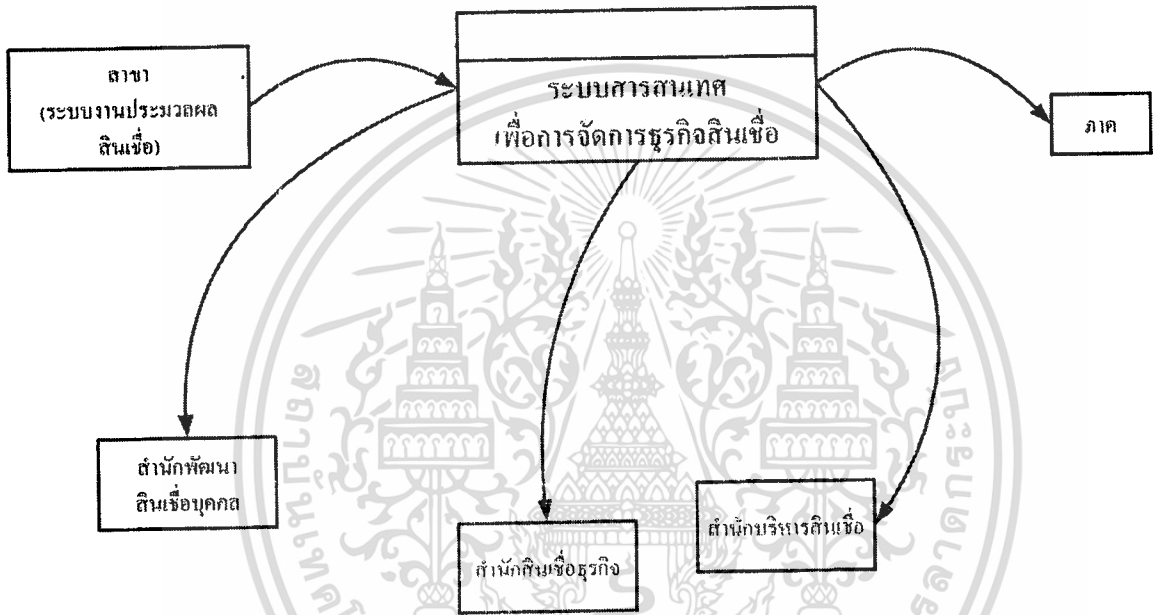 สาขา
(ระบบงานประมวลผล
สินเชื่อ)
ระบบสารสนเทศ
เพื่อการจัดการธุรกิจสินเชื่อ
ภาค
สำนักพัฒนา
สินเชื่อบุคคล
สำนักสินเชื่อธุรกิจ
สำนักบริหารสินเชื่อ